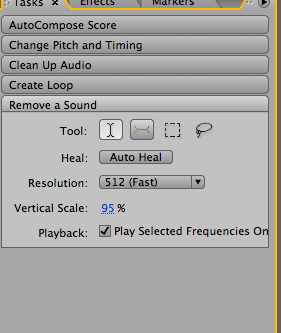 Tasks x Effects Markers
AutoCompose Score
Change Pitch and Timing
Clean Up Audio
Create Loop
Remove a Sound
Tool:
Heal: Auto Heal
Resolution: 512 (Fast)
Vertical Scale: 95 %
Playback: Play Selected Frequencies On